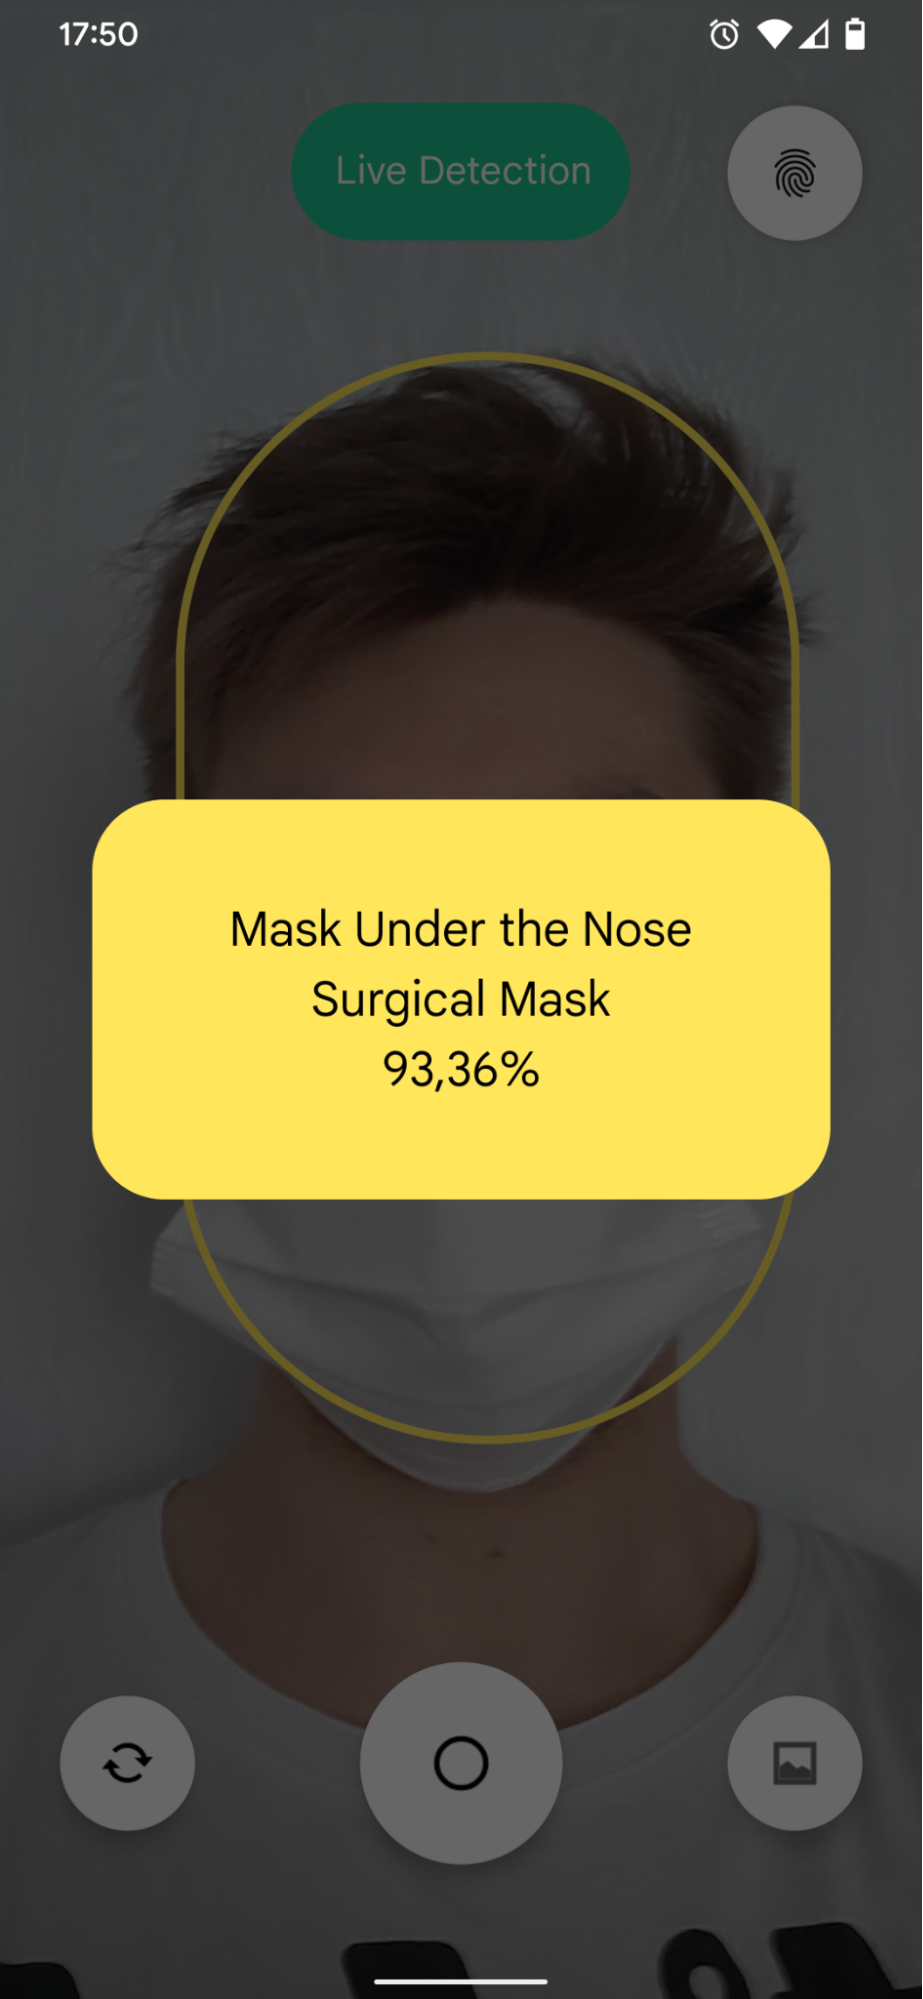 17:50
Live Detection
Mask Under the Nose
Surgical Mask
93,36%